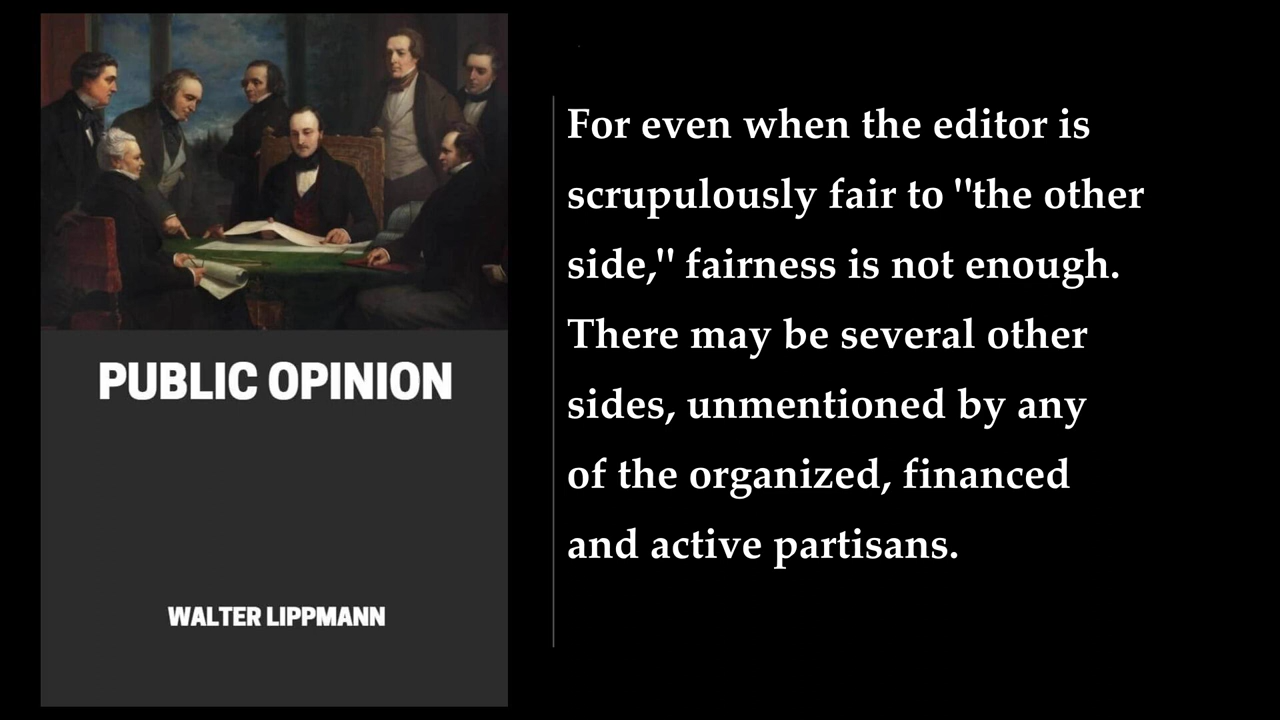 PUBLIC OPINION
WALTER LIPPMANN
For even when the editor is
scrupulously fair to "the other
side," fairness is not enough.
There may be several other
sides, unmentioned by any
of the organized, financed
and active partisans.